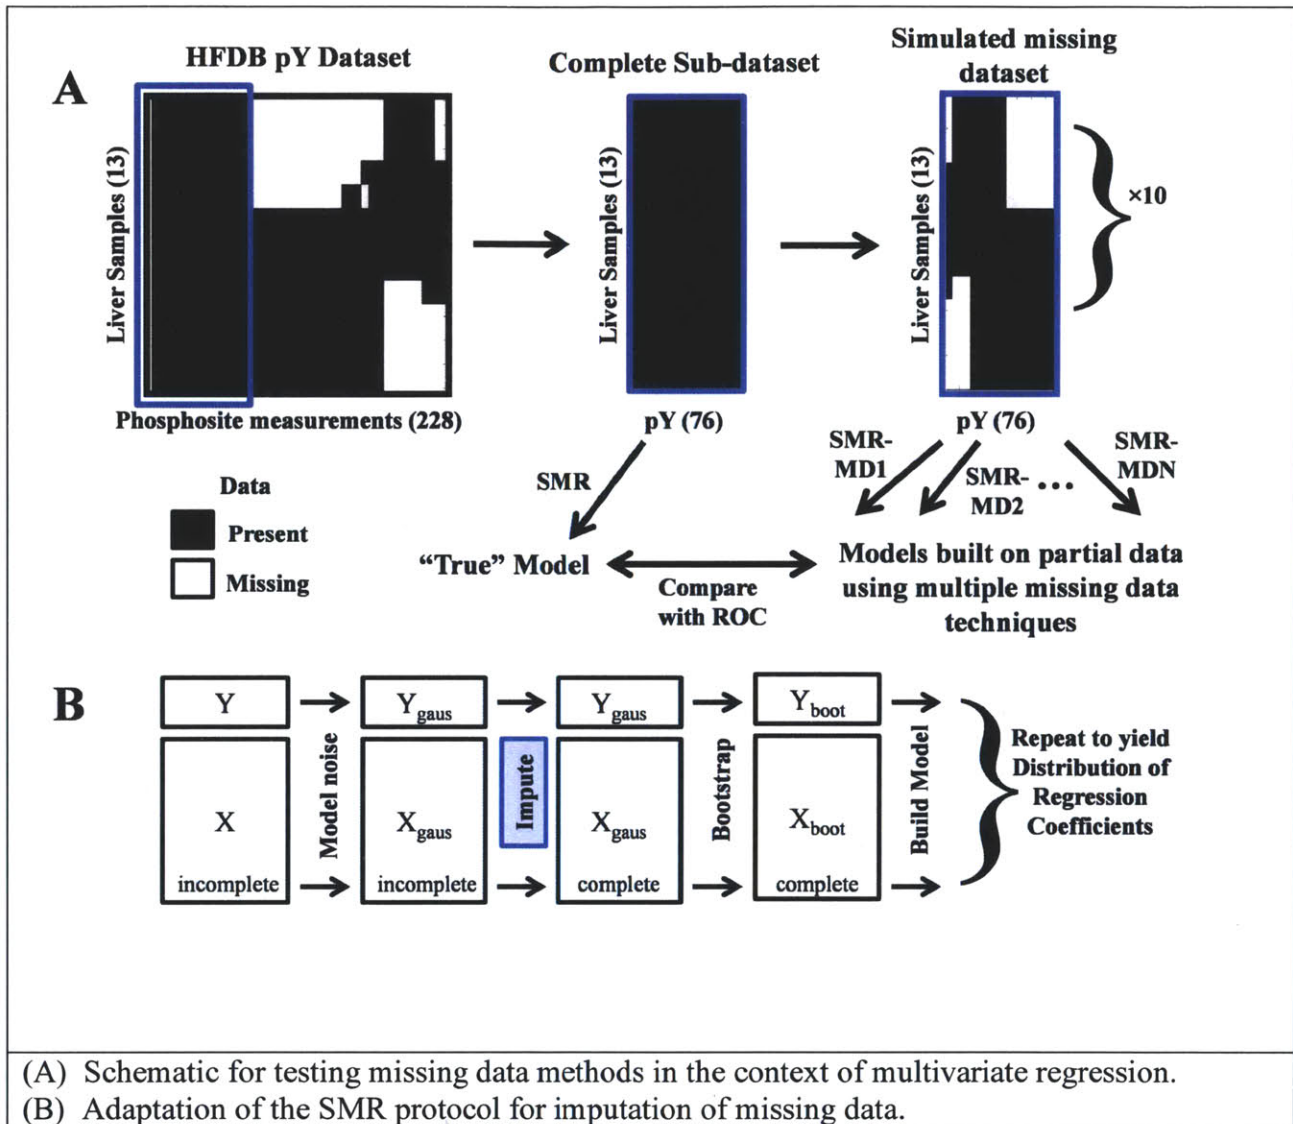 A
HFDB pY Dataset
Liver Samples (13)
Phosphosite measurements (228)
Complete Sub-dataset
Liver Samples (13)
pY (76)
Simulated missing
dataset
Liver Samples (13)
×10
pY (76)
Data
Present
Missing
SMR
SMR-
MD1
SMR-
MD2
...
SMR-
MDN
“True” Model
Compare
with ROC
Models built on partial data
using multiple missing data
techniques
B
Y
X
incomplete
Model noise
Ygaus
Xgaus
incomplete
Impute
Ygaus
Xgaus
complete
Bootstrap
Yboot
Xboot
complete
Build Model
Repeat to yield
Distribution of
Regression
Coefficients
(A) Schematic for testing missing data methods in the context of multivariate regression.
(B) Adaptation of the SMR protocol for imputation of missing data.